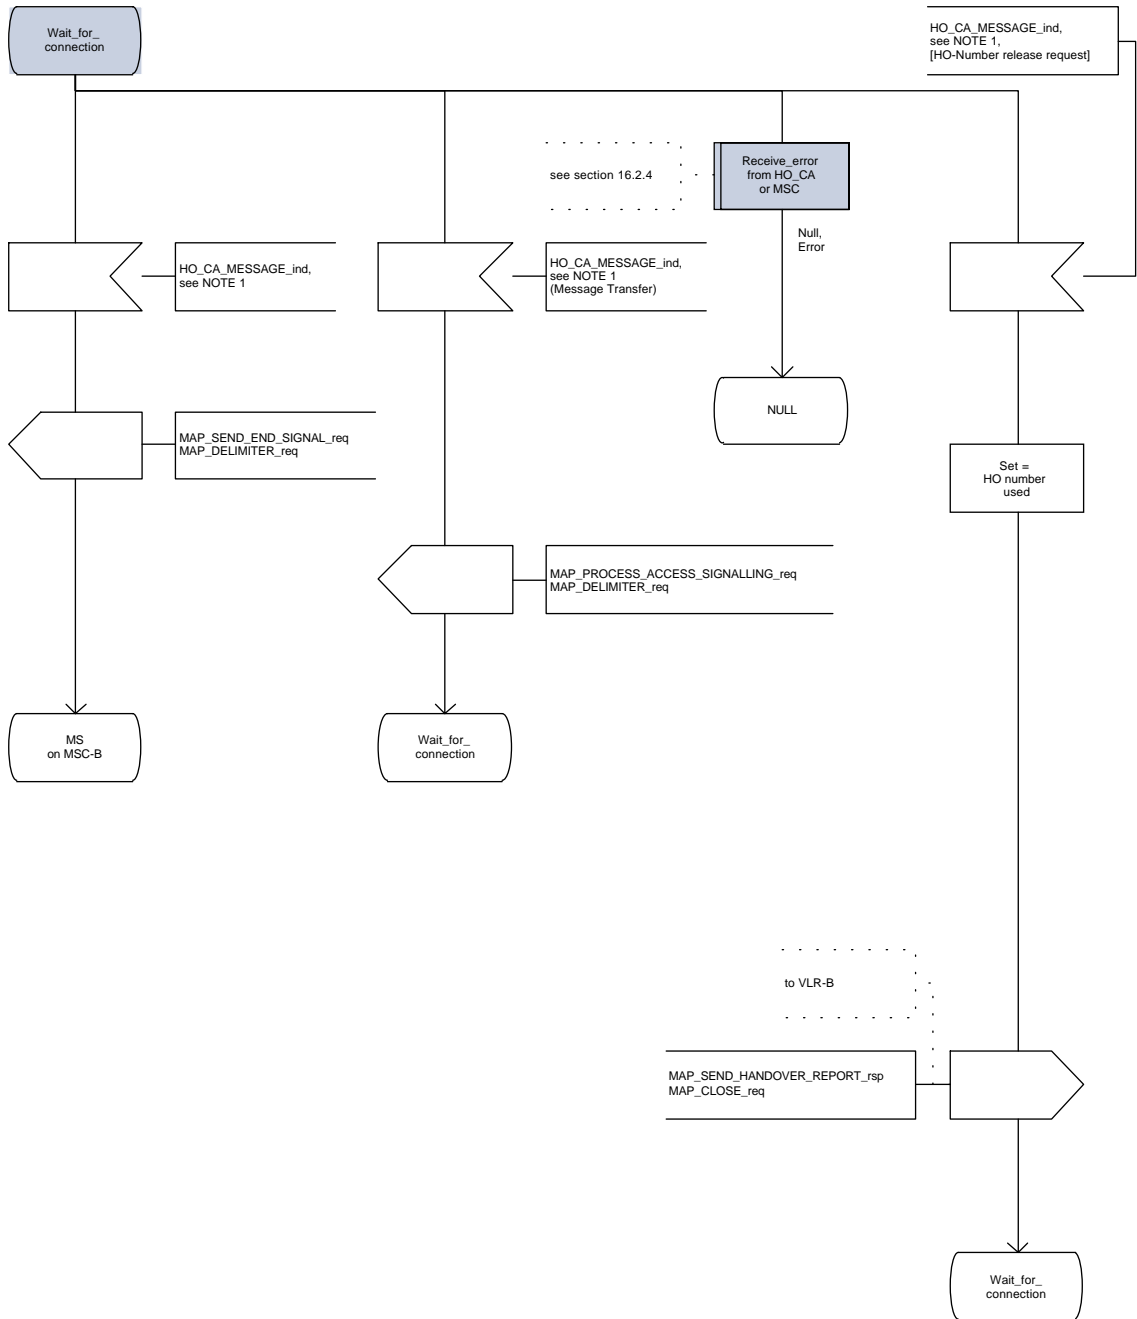 Wait_for_
connection
HO_CA_MESSAGE_ind,
see NOTE 1,
[HO-Number release request]
see section 16.2.4
Receive_error
from HO_CA
or MSC
Null,
Error
HO_CA_MESSAGE_ind,
see NOTE 1
HO_CA_MESSAGE_ind,
see NOTE 1
(Message Transfer)
NULL
MAP_SEND_END_SIGNAL_req
MAP_DELIMITER_req
Set =
HO number
used
MAP_PROCESS_ACCESS_SIGNALLING_req
MAP_DELIMITER_req
MS
on MSC-B
Wait_for_
connection
to VLR-B
MAP_SEND_HANDOVER_REPORT_rsp
MAP_CLOSE_req
Wait_for_
connection